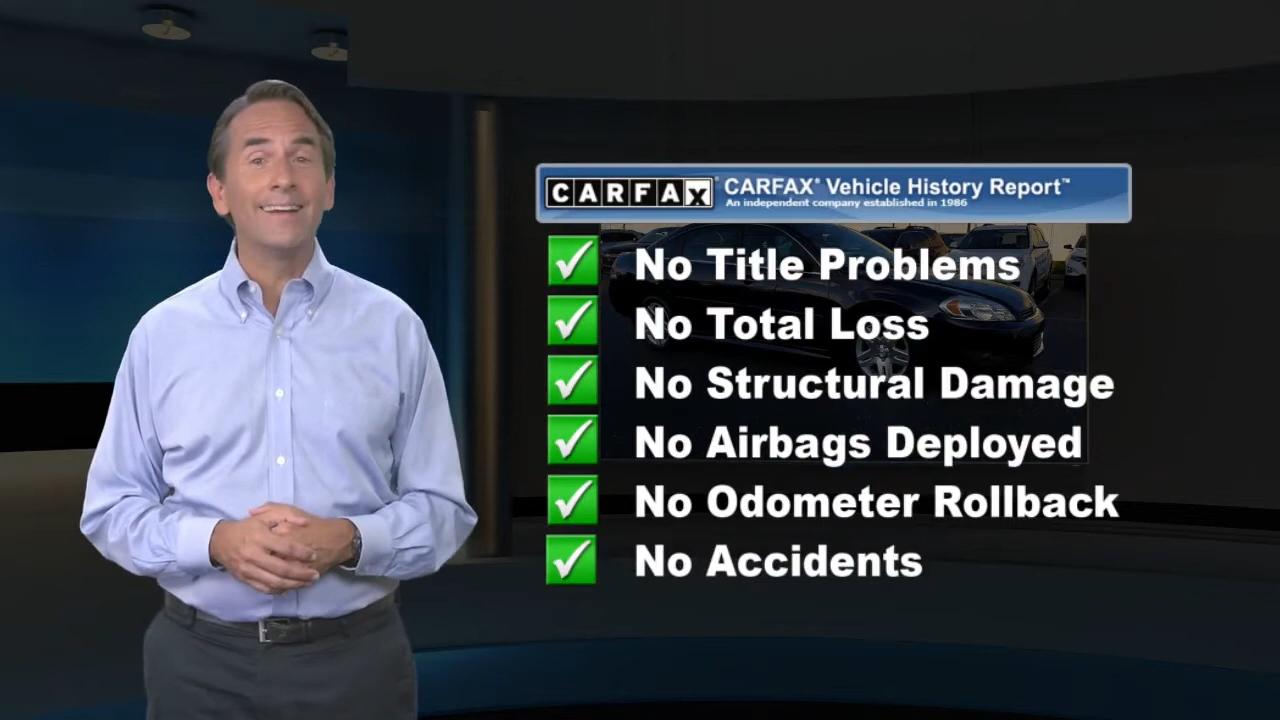 CARFAX® CARFAX® Vehicle History Report™
An independent company established in 1986
No Title Problems
No Total Loss
No Structural Damage
No Airbags Deployed
No Odometer Rollback
No Accidents